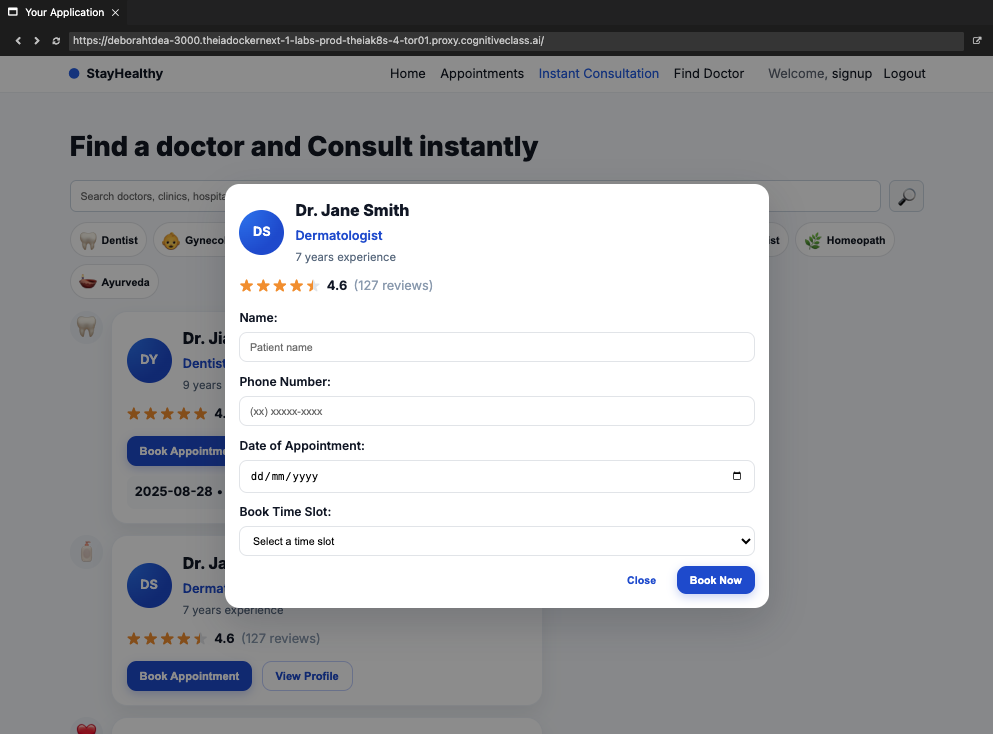 Your Application
https://deborahtdea-3000.theiadockernext-1-labs-prod-theiak8s-4-tor01.proxy.cognitiveclass.ai/
StayHealthy
Home Appointments Instant Consultation Find Doctor Welcome, signup Logout
Find a doctor and Consult instantly
Search doctors, clinics, hospita
Dentist Gyneco ist Homeopath
Ayurveda
DY
Dr. Jia
Dentist
9 years
4.
Book Appointme
2025-08-28 •
DS
Dr. Jane Smith
Dermatologist
7 years experience
4.6 (127 reviews)
Name:
Patient name
Phone Number:
(xx) xxxxx-xxxx
Date of Appointment:
dd/mm/yyyy
Book Time Slot:
Select a time slot
Close Book Now
DS
Dr. Ja
Derma
7 years experience
4.6 (127 reviews)
Book Appointment View Profile